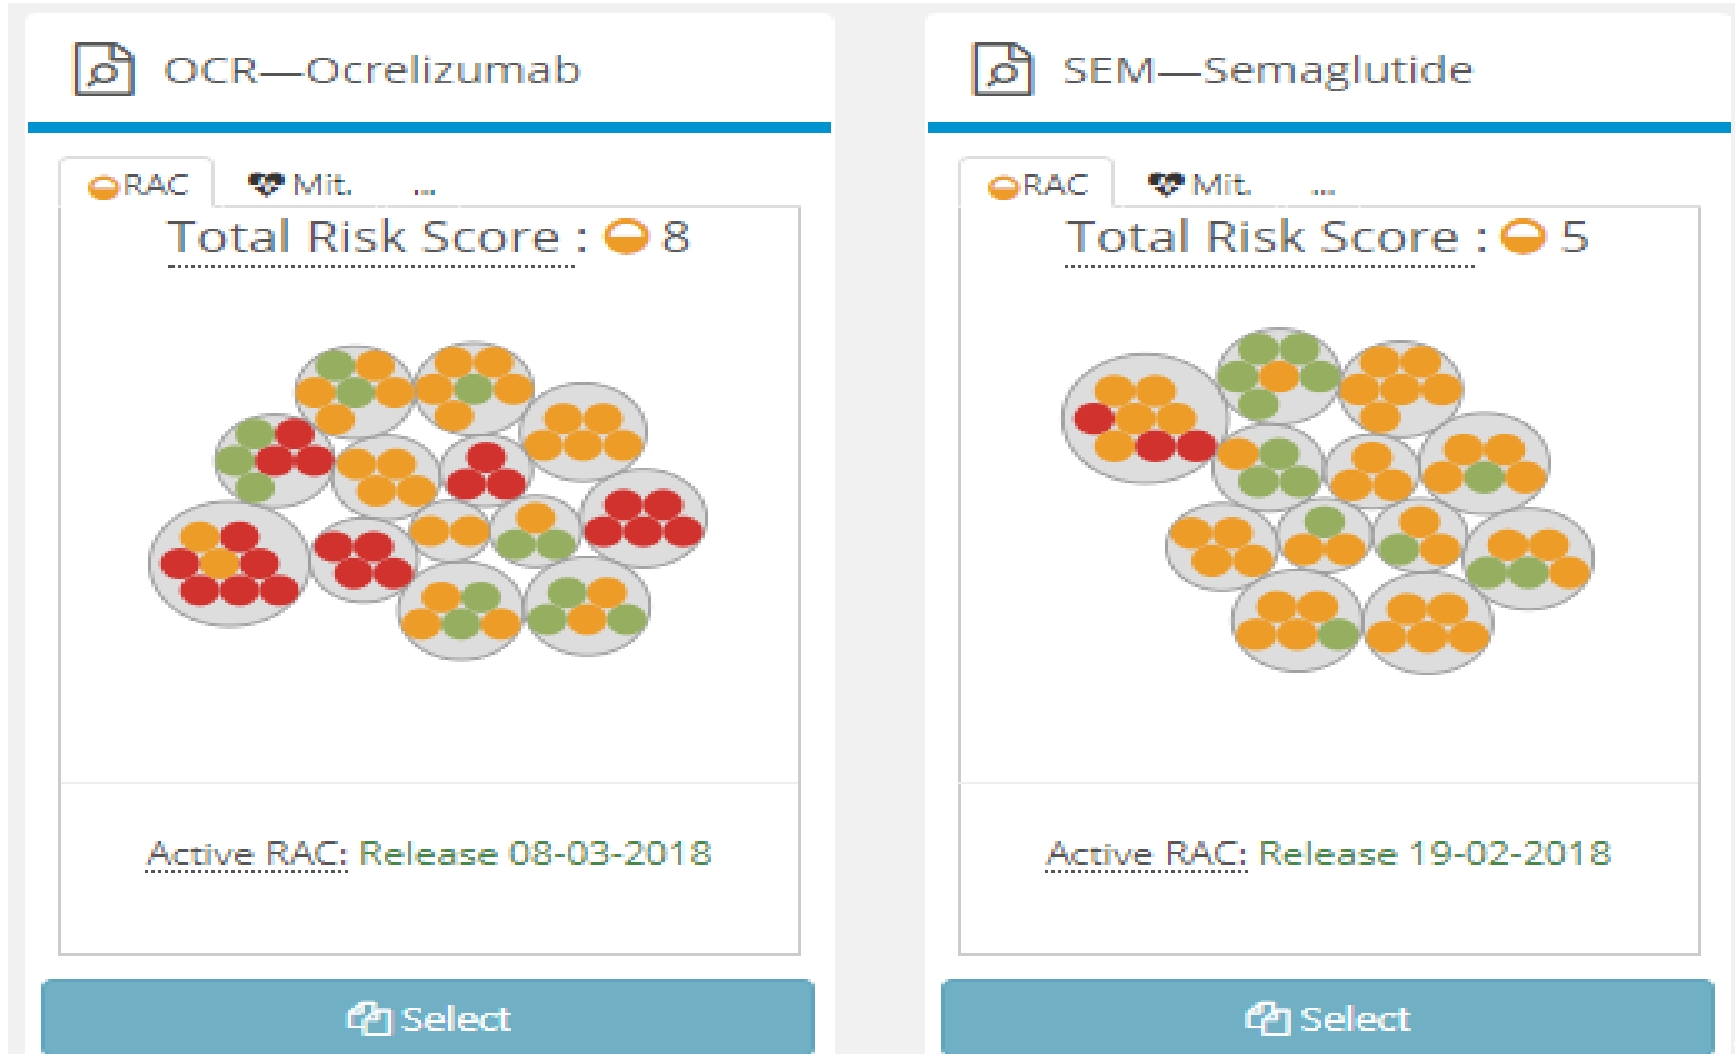 OCR—Ocrelizumab
RAC Mit. ...
Total Risk Score : 8
Active RAC: Release 08-03-2018
Select
SEM—Semaglutide
RAC Mit. ...
Total Risk Score : 5
Active RAC: Release 19-02-2018
Select